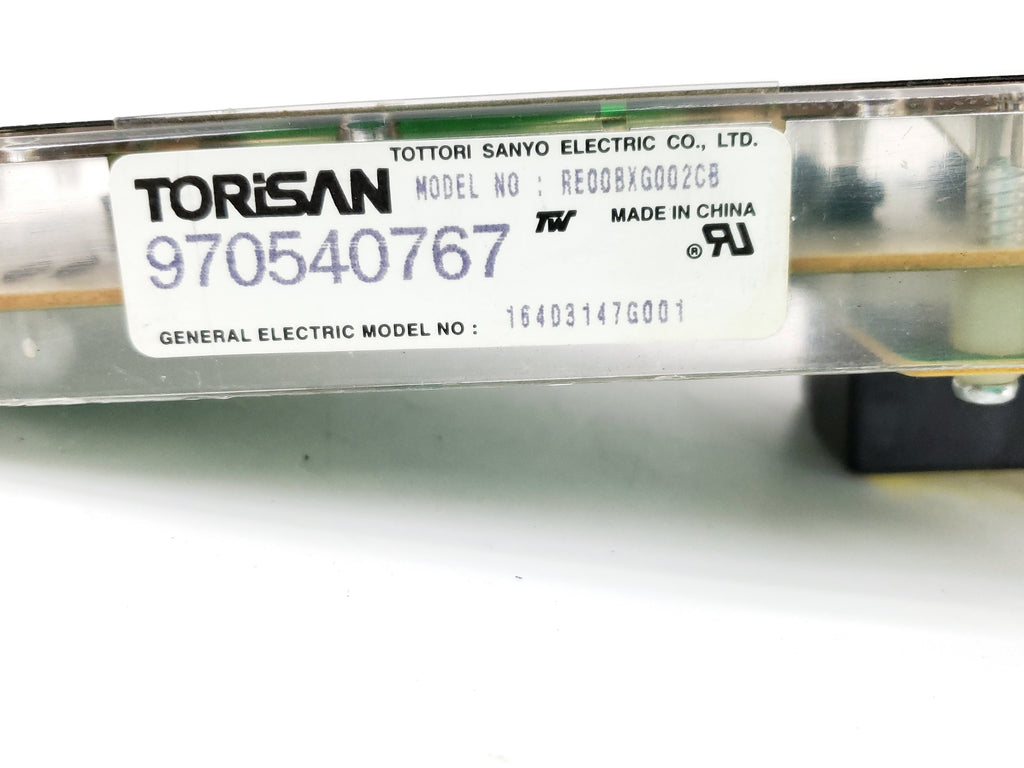 TOTTORI SANYO ELECTRIC CO., LTD.
TORiSAN
MODEL NO : RE00BXG002CB
970540767
TW
MADE IN CHINA
® RU
GENERAL ELECTRIC MODEL NO : 164D3147G001